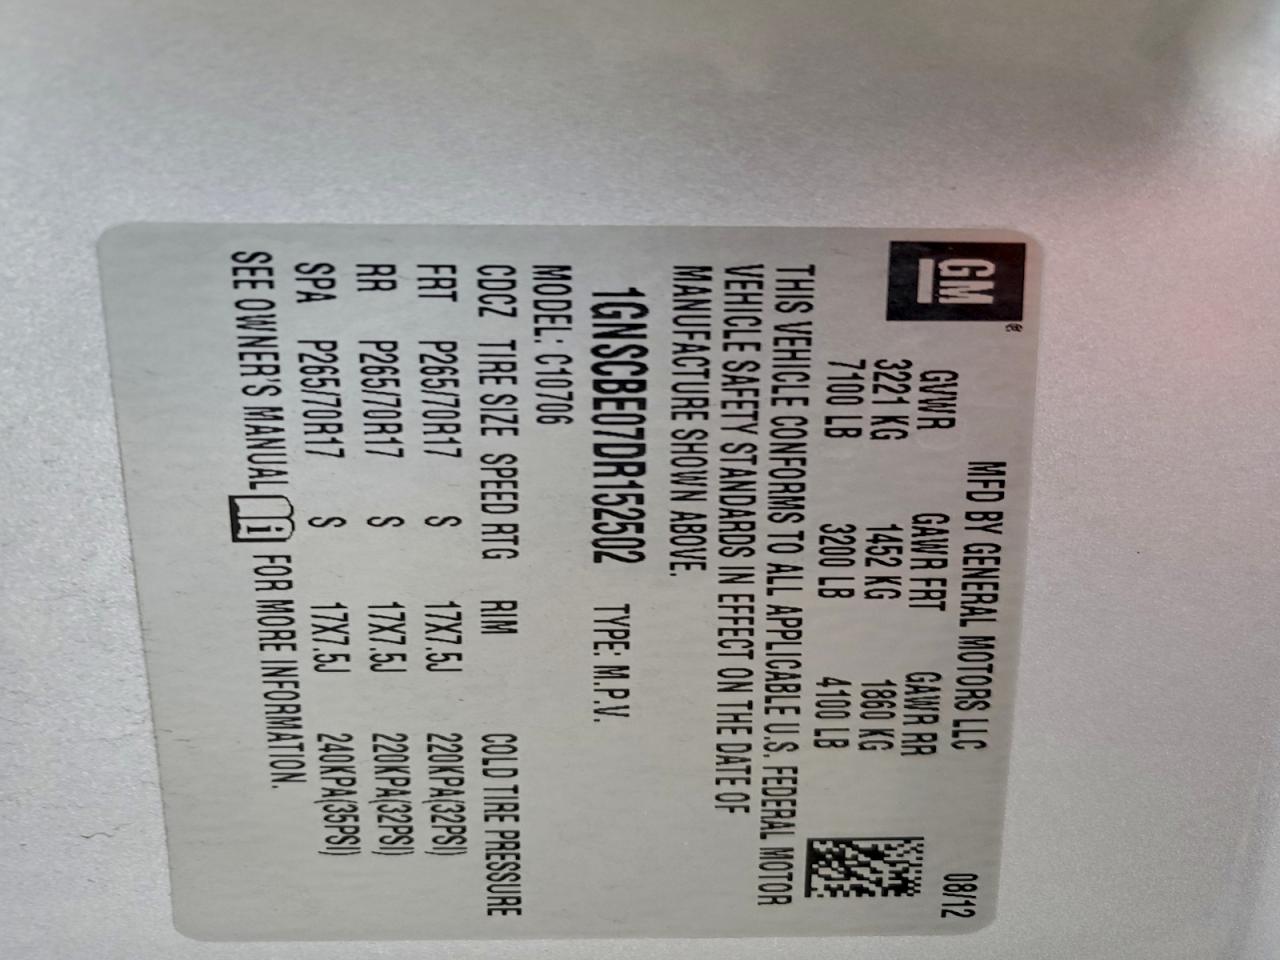 GM®
MFD BY GENERAL MOTORS LLC 08/12
GVWR GAWR FRT GAWR RR
3221 KG 1452 KG 1860 KG
7100 LB 3200 LB 4100 LB
THIS VEHICLE CONFORMS TO ALL APPLICABLE U.S. FEDERAL MOTOR
VEHICLE SAFETY STANDARDS IN EFFECT ON THE DATE OF
MANUFACTURE SHOWN ABOVE.
1GNSCBE07DR152502 TYPE: M.P.V.
MODEL: C10706
CDCZ TIRE SIZE SPEED RTG RIM COLD TIRE PRESSURE
FRT P265/70R17 S 17X7.5J 220KPA(32PSI)
RR P265/70R17 S 17X7.5J 220KPA(32PSI)
SPA P265/70R17 S 17X7.5J 240KPA(35PSI)
SEE OWNER'S MANUAL i FOR MORE INFORMATION.